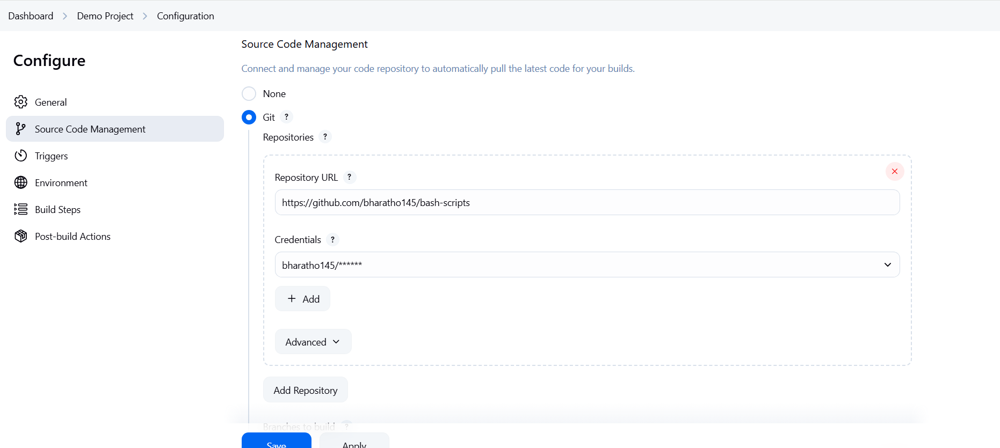 Dashboard > Demo Project > Configuration
Configure
General
Source Code Management
Triggers
Environment
Build Steps
Post-build Actions
Source Code Management
Connect and manage your code repository to automatically pull the latest code for your builds.
None
Git ?
Repositories ?
Repository URL ?
https://github.com/bharatho145/bash-scripts
Credentials ?
bharatho145/******
+ Add
Advanced
Add Repository
Branches to build ?
Save Apply